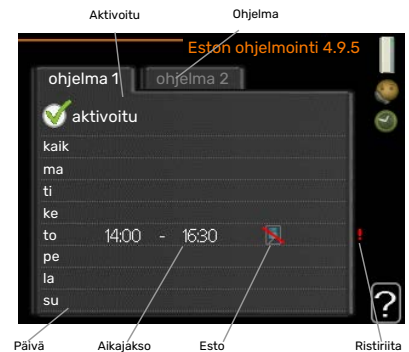 Aktivoitu Ohjelma
Eston ohjelmointi 4.9.5
ohjelma 1 ohjelma 2
aktivoitu
kaik
ma
ti
ke
to 14:00 - 16:30 !
pe
la
su
?
Päivä Aikajakso Esto Ristiriita